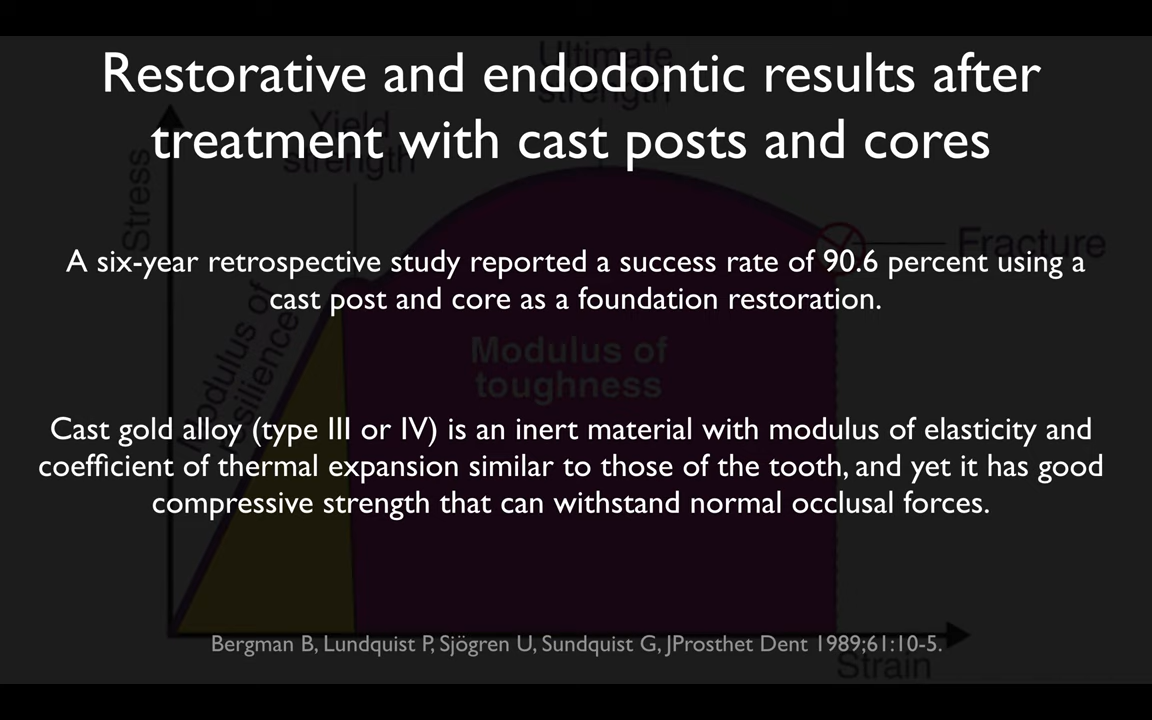 Restorative and endodontic results after
treatment with cast posts and cores
Ultimate
strength
Yield
strength
Stress
Fracture
A six-year retrospective study reported a success rate of 90.6 percent using a
cast post and core as a foundation restoration.
Modulus of
resilience
Modulus of
toughness
Cast gold alloy (type III or IV) is an inert material with modulus of elasticity and
coefficient of thermal expansion similar to those of the tooth, and yet it has good
compressive strength that can withstand normal occlusal forces.
Bergman B, Lundquist P, Sjögren U, Sundquist G, JProsthet Dent 1989;61:10-5.
Strain